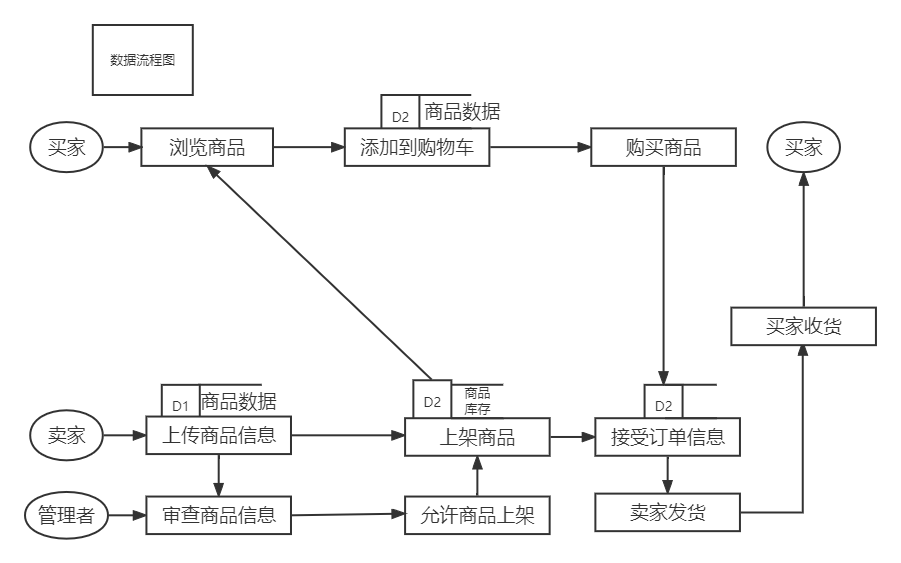 数据流程图
D2
商品数据
买家
浏览商品
添加到购物车
购买商品
买家
买家收货
D1
商品数据
D2
商品
库存
D2
卖家
上传商品信息
上架商品
接受订单信息
管理者
审查商品信息
允许商品上架
卖家发货